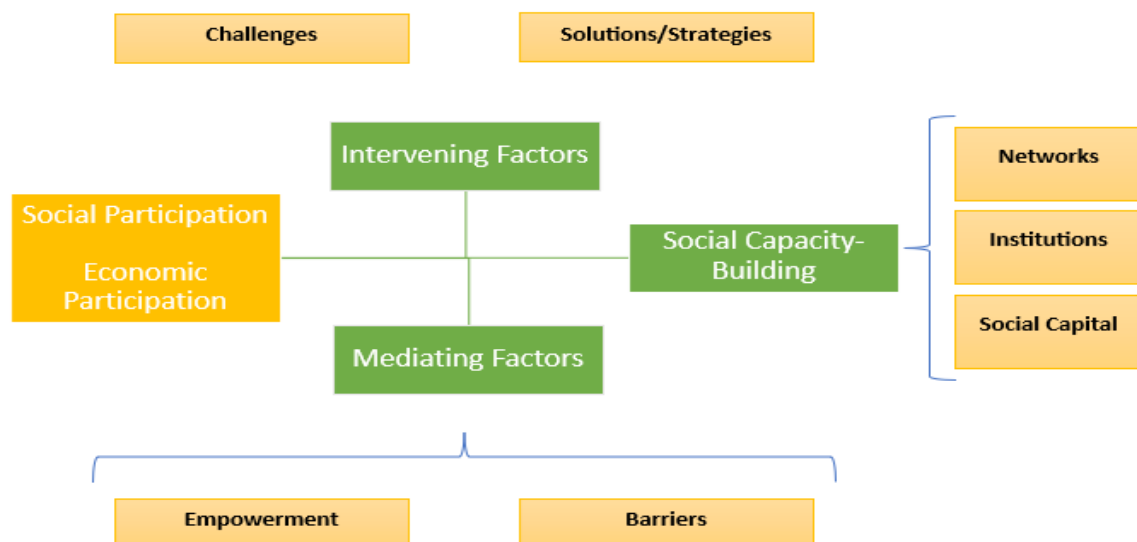 Challenges
Solutions/Strategies
Intervening Factors
Networks
Social Participation
Economic
Participation
Social Capacity-
Building
Institutions
Social Capital
Mediating Factors
Empowerment
Barriers